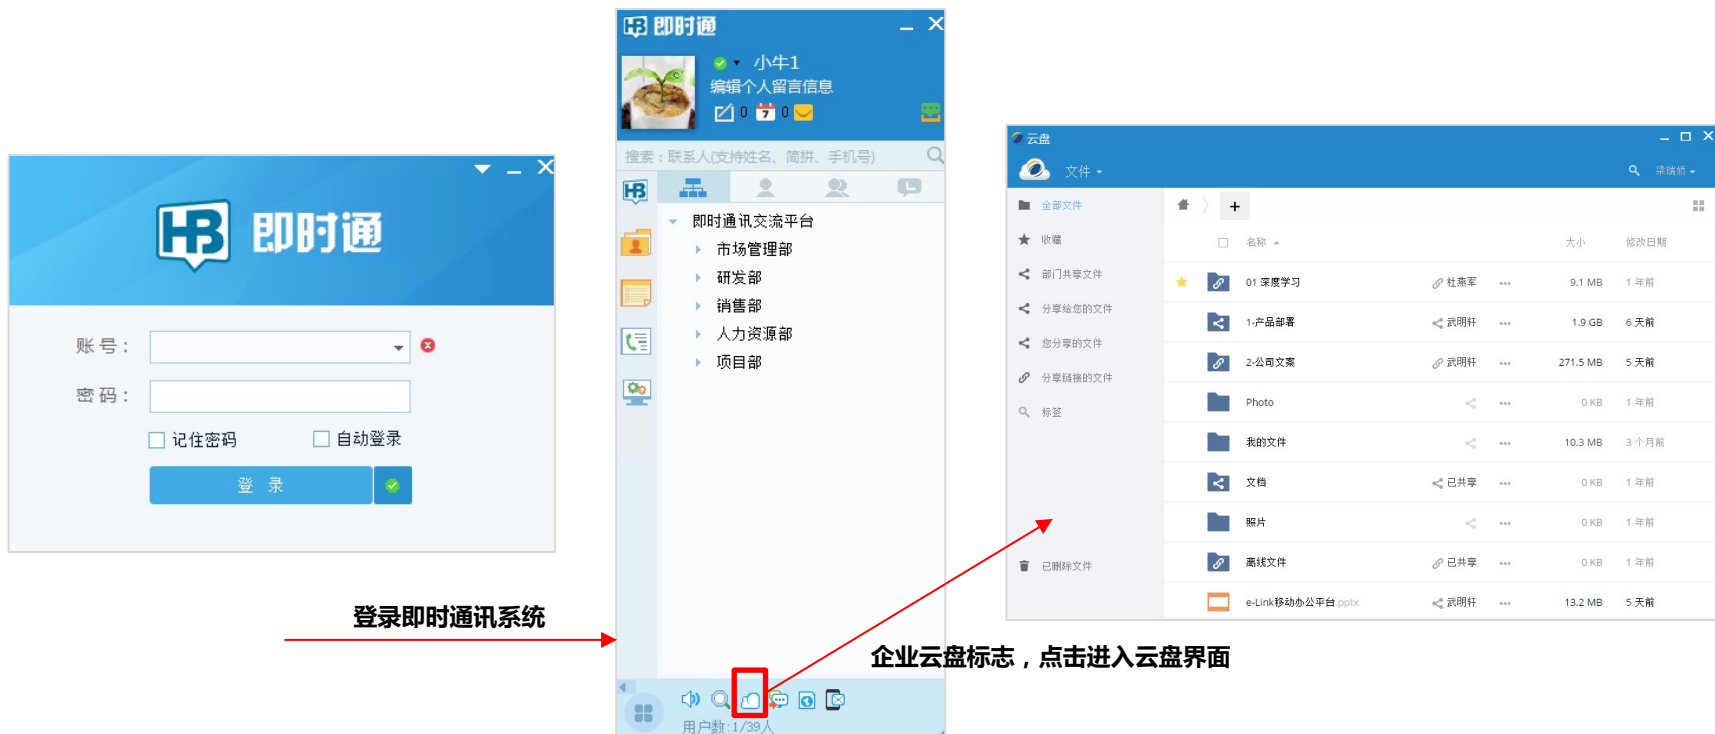 HB 即时通
账号：
密码：
记住密码
自动登录
登 录
登录即时通讯系统
HB 即时通
小牛1
编辑个人留言信息
0 7 0
搜索：联系人(支持姓名、简拼、手机号)
HB
即时通讯交流平台
市场管理部
研发部
销售部
人力资源部
项目部
用户数:1/39人
企业云盘标志，点击进入云盘界面
云盘
文件
梁瑞娇
全部文件
收藏
部门共享文件
分享给您的文件
您分享的文件
分享链接的文件
标签
已删除文件
+
名称 大小 修改日期
01 深度学习 杜燕军 ••• 9.1 MB 1 年前
1-产品部署 武明轩 ••• 1.9 GB 6 天前
2-公司文案 武明轩 ••• 271.5 MB 5 天前
Photo ••• 0 KB 1 年前
我的文件 ••• 10.3 MB 3 个月前
文档 已共享 ••• 0 KB 1 年前
照片 ••• 0 KB 1 年前
离线文件 已共享 ••• 0 KB 1 年前
e-Link移动办公平台.pptx 武明轩 ••• 13.2 MB 5 天前